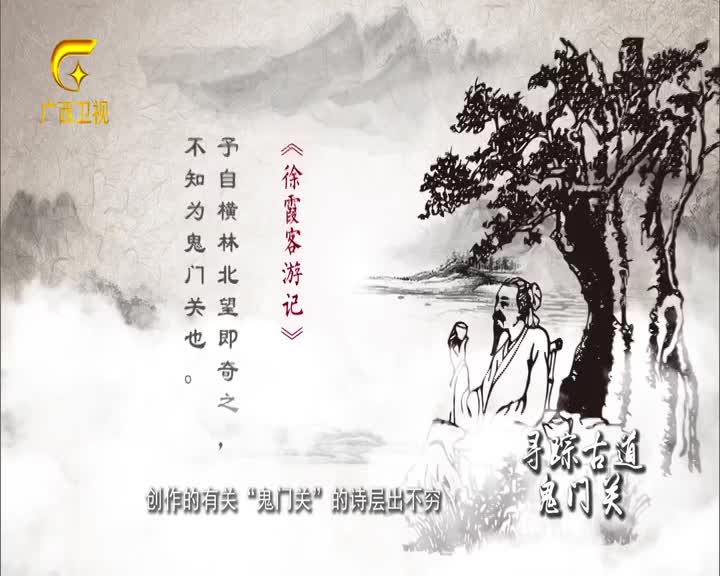 广西卫视
《徐霞客游记》
予自横林北望即奇之，
不知为鬼门关也。
寻踪古道
鬼门关
创作的有关“鬼门关”的诗层出不穷